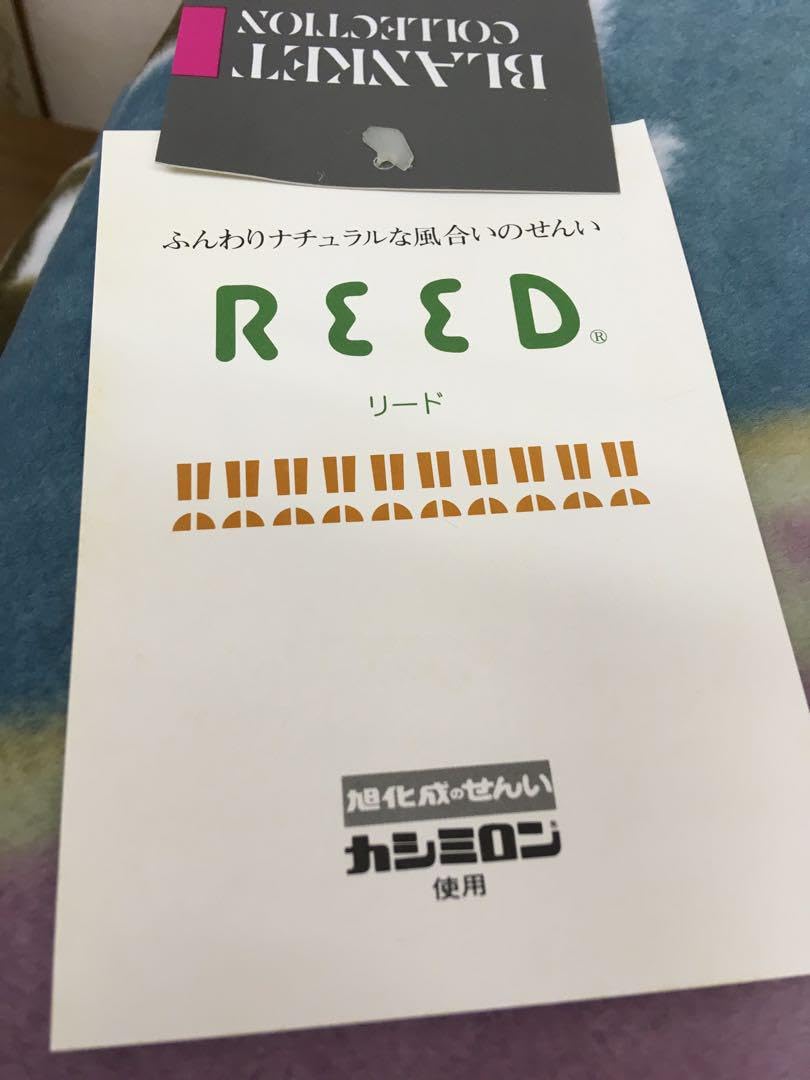 BLANKET
COLLECTION
ふんわりナチュラルな風合いのせんい
REED®
リード
旭化成のせんい
カシミロン
使用